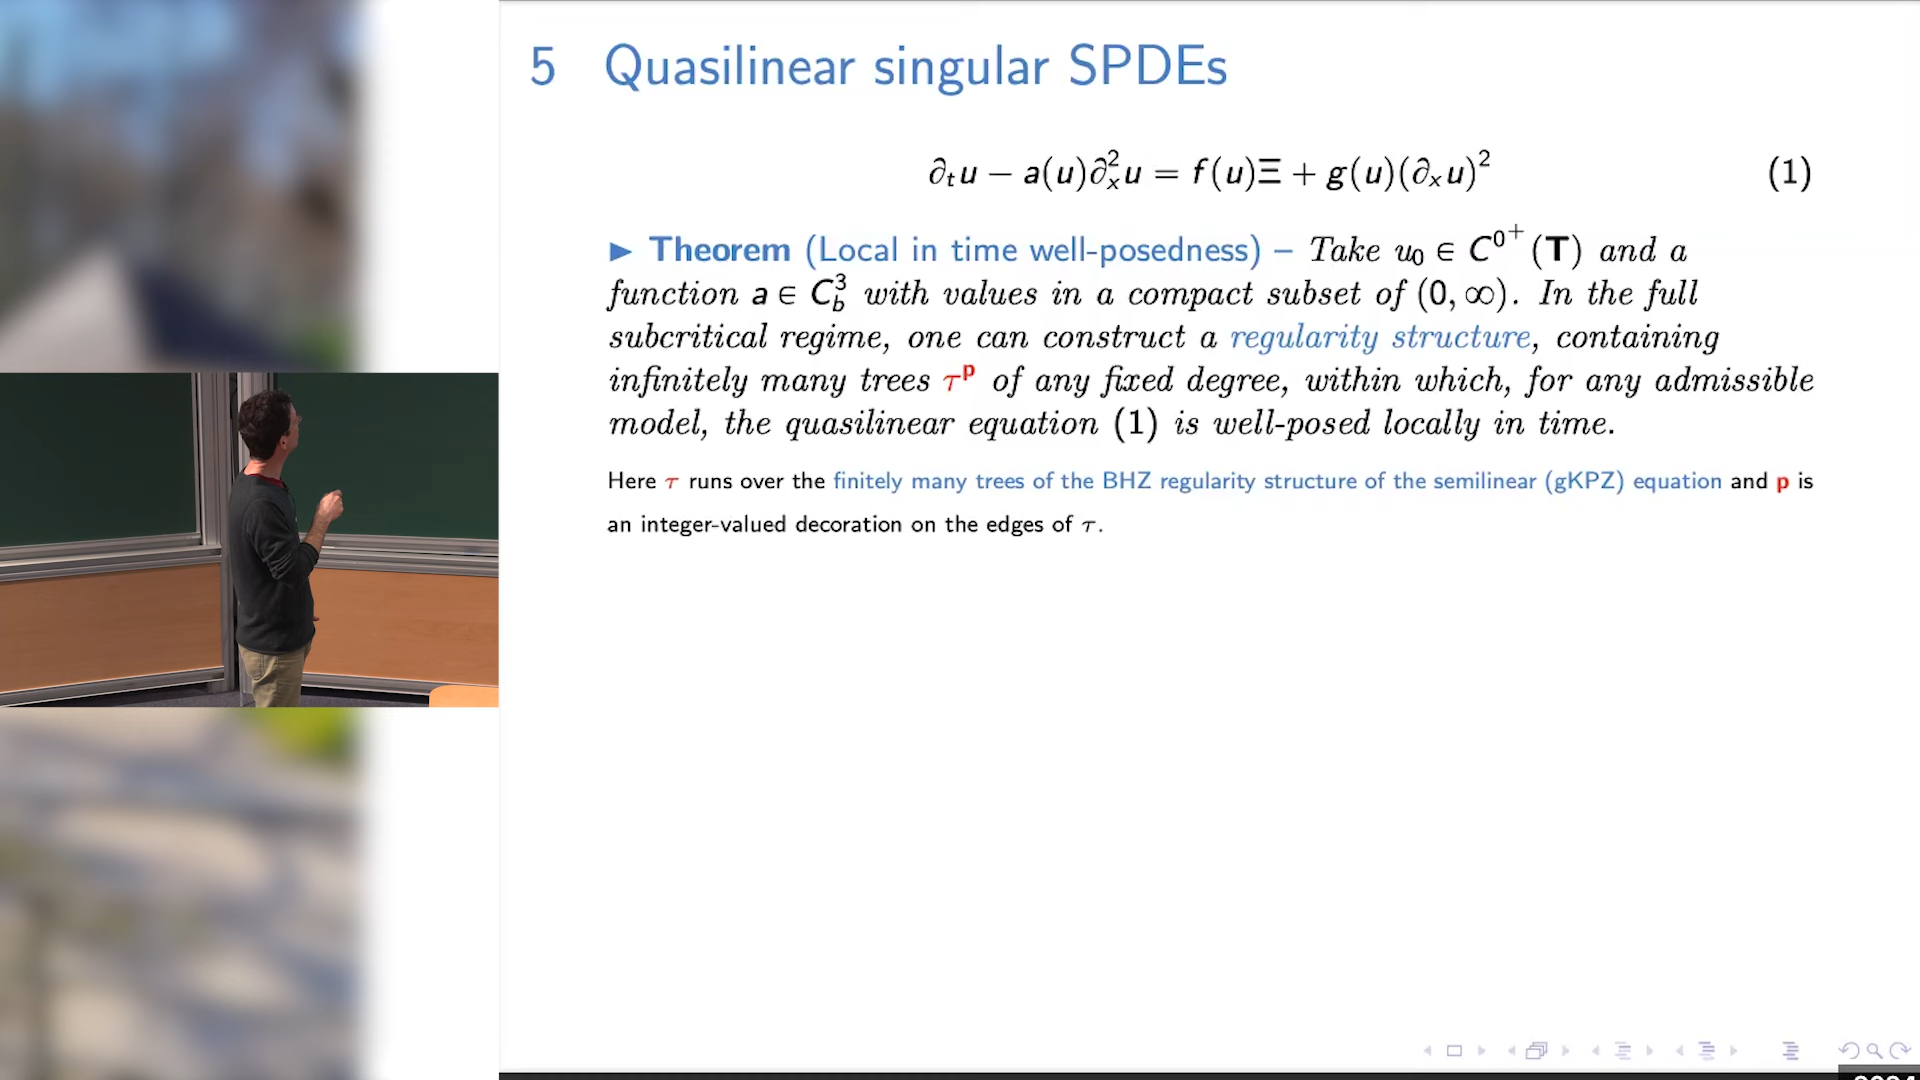 5 Quasilinear singular SPDEs
∂ₜu − a(u)∂ₓ²u = f(u)Ξ + g(u)(∂ₓu)² (1)
▶ Theorem (Local in time well-posedness) – Take u₀ ∈ C⁰⁺(T) and a
function a ∈ C_b^3 with values in a compact subset of (0, ∞). In the full
subcritical regime, one can construct a regularity structure, containing
infinitely many trees τᵖ of any fixed degree, within which, for any admissible
model, the quasilinear equation (1) is well-posed locally in time.
Here τ runs over the finitely many trees of the BHZ regularity structure of the semilinear (gKPZ) equation and p is
an integer-valued decoration on the edges of τ.